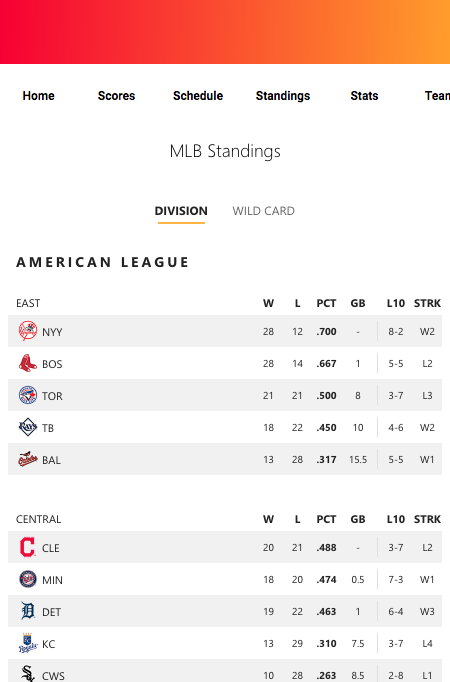 Home Scores Schedule Standings Stats Team
MLB Standings
DIVISION WILD CARD
AMERICAN LEAGUE
EAST W L PCT GB L10 STRK
NYY 28 12 .700 - 8-2 W2
BOS 28 14 .667 1 5-5 L2
TOR 21 21 .500 8 3-7 L3
Rays TB 18 22 .450 10 4-6 W2
BAL 13 28 .317 15.5 5-5 W1
CENTRAL W L PCT GB L10 STRK
C CLE 20 21 .488 - 3-7 L2
MIN 18 20 .474 0.5 7-3 W1
D DET 19 22 .463 1 6-4 W3
KC 13 29 .310 7.5 3-7 L4
CWS 10 28 .263 8.5 2-8 L1